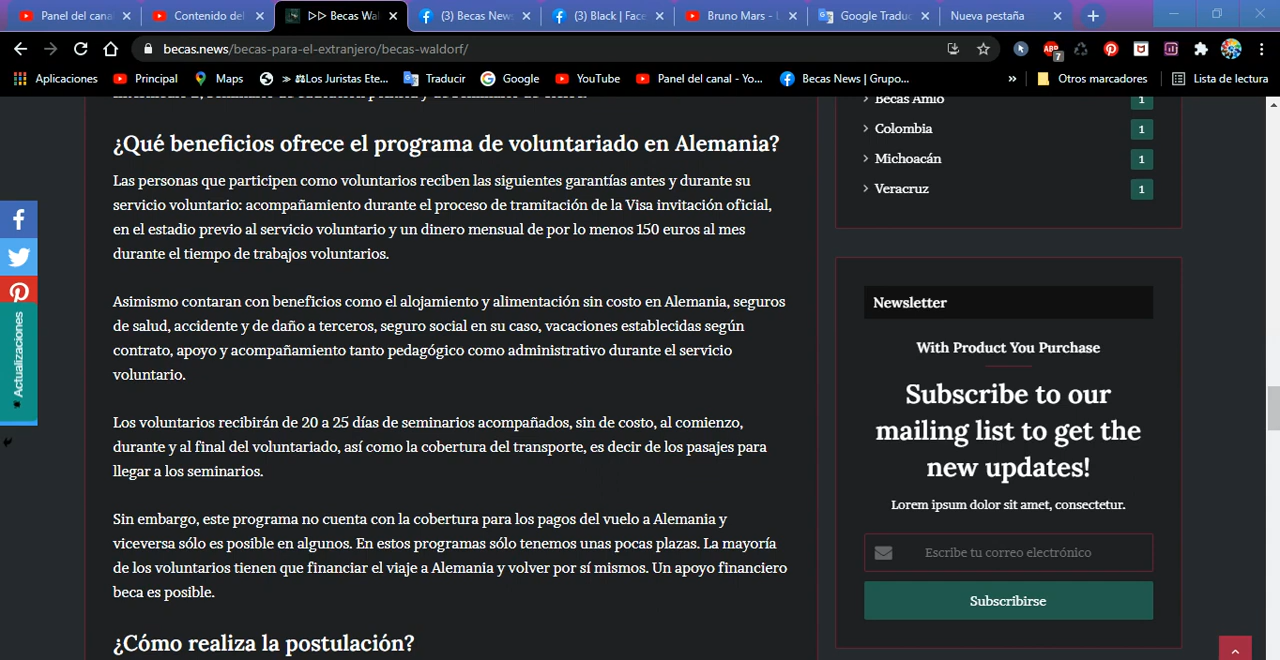 Panel del canal
Contenido del
▷▷ Becas Wal
(3) Becas News
(3) Black | Face
Bruno Mars - L
Google Traduc
Nueva pestaña
becas.news/becas-para-el-extranjero/becas-waldorf/
ABP
7
Aplicaciones
Principal
Maps
» ⚖Los Juristas Ete...
Traducir
Google
YouTube
Panel del canal - Yo...
Becas News | Grupo...
»
Otros marcadores
Lista de lectura
¿Qué beneficios ofrece el programa de voluntariado en Alemania?
Las personas que participen como voluntarios reciben las siguientes garantías antes y durante su
servicio voluntario: acompañamiento durante el proceso de tramitación de la Visa invitación oficial,
en el estadio previo al servicio voluntario y un dinero mensual de por lo menos 150 euros al mes
durante el tiempo de trabajos voluntarios.
Asimismo contaran con beneficios como el alojamiento y alimentación sin costo en Alemania, seguros
de salud, accidente y de daño a terceros, seguro social en su caso, vacaciones establecidas según
contrato, apoyo y acompañamiento tanto pedagógico como administrativo durante el servicio
voluntario.
Los voluntarios recibirán de 20 a 25 días de seminarios acompañados, sin de costo, al comienzo,
durante y al final del voluntariado, así como la cobertura del transporte, es decir de los pasajes para
llegar a los seminarios.
Sin embargo, este programa no cuenta con la cobertura para los pagos del vuelo a Alemania y
viceversa sólo es posible en algunos. En estos programas sólo tenemos unas pocas plazas. La mayoría
de los voluntarios tienen que financiar el viaje a Alemania y volver por sí mismos. Un apoyo financiero
beca es posible.
¿Cómo realiza la postulación?
Actualizaciones
Becas Amlo 1
Colombia 1
Michoacán 1
Veracruz 1
Newsletter
With Product You Purchase
Subscribe to our
mailing list to get the
new updates!
Lorem ipsum dolor sit amet, consectetur.
Escribe tu correo electrónico
Subscribirse